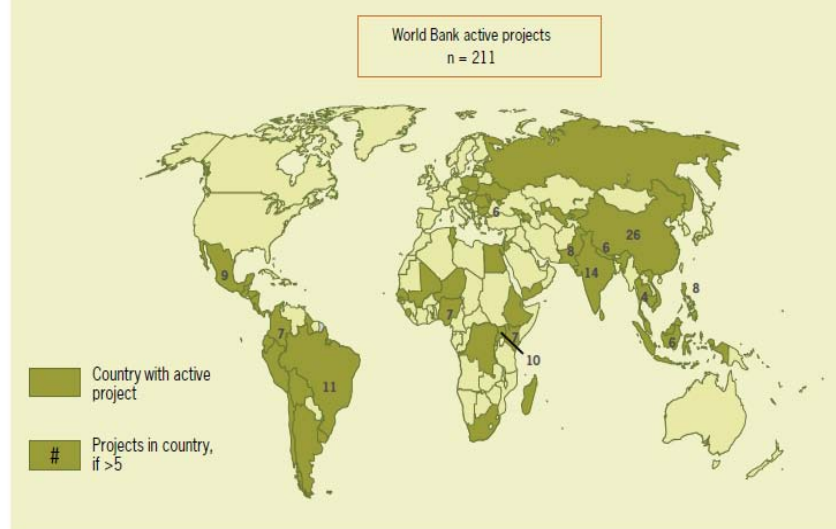 World Bank active projects
n = 211
6
26
6
8
14
9
8
4
7
7
7
6
10
11
Country with active
project
#
Projects in country,
if >5